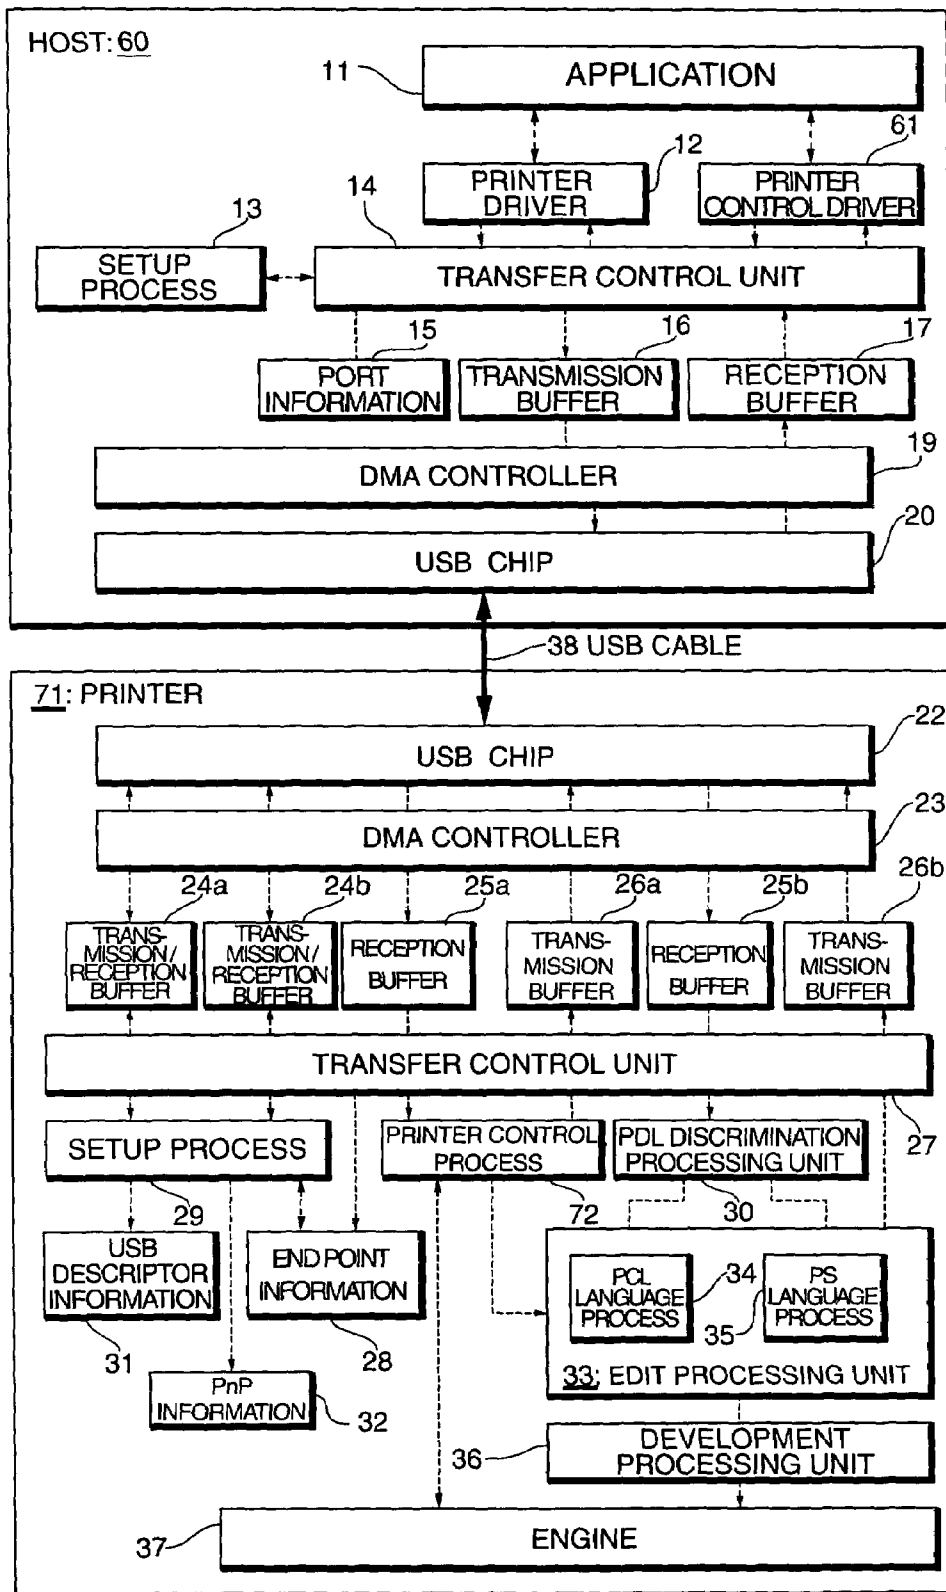 HOST: 60
11
APPLICATION
61
12
PRINTER
DRIVER
PRINTER
CONTROL DRIVER
13
14
SETUP
PROCESS
TRANSFER CONTROL UNIT
15
16
17
PORT
INFORMATION
TRANSMISSION
BUFFER
RECEPTION
BUFFER
19
DMA CONTROLLER
20
USB CHIP
38 USB CABLE
71: PRINTER
22
USB CHIP
23
DMA CONTROLLER
24a
24b
25a
26a
25b
26b
TRANS-
MISSION/
RECEPTION
BUFFER
TRANS-
MISSION/
RECEPTION
BUFFER
RECEPTION
BUFFER
TRANS-
MISSION
BUFFER
RECEPTION
BUFFER
TRANS-
MISSION
BUFFER
TRANSFER CONTROL UNIT
27
SETUP PROCESS
29
PRINTER CONTROL
PROCESS
72
PDL DISCRIMINATION
PROCESSING UNIT
30
USB
DESCRIPTOR
INFORMATION
31
END POINT
INFORMATION
28
PCL
LANGUAGE
PROCESS
34
35
PS
LANGUAGE
PROCESS
33: EDIT PROCESSING UNIT
PnP
INFORMATION
32
36
DEVELOPMENT
PROCESSING UNIT
37
ENGINE